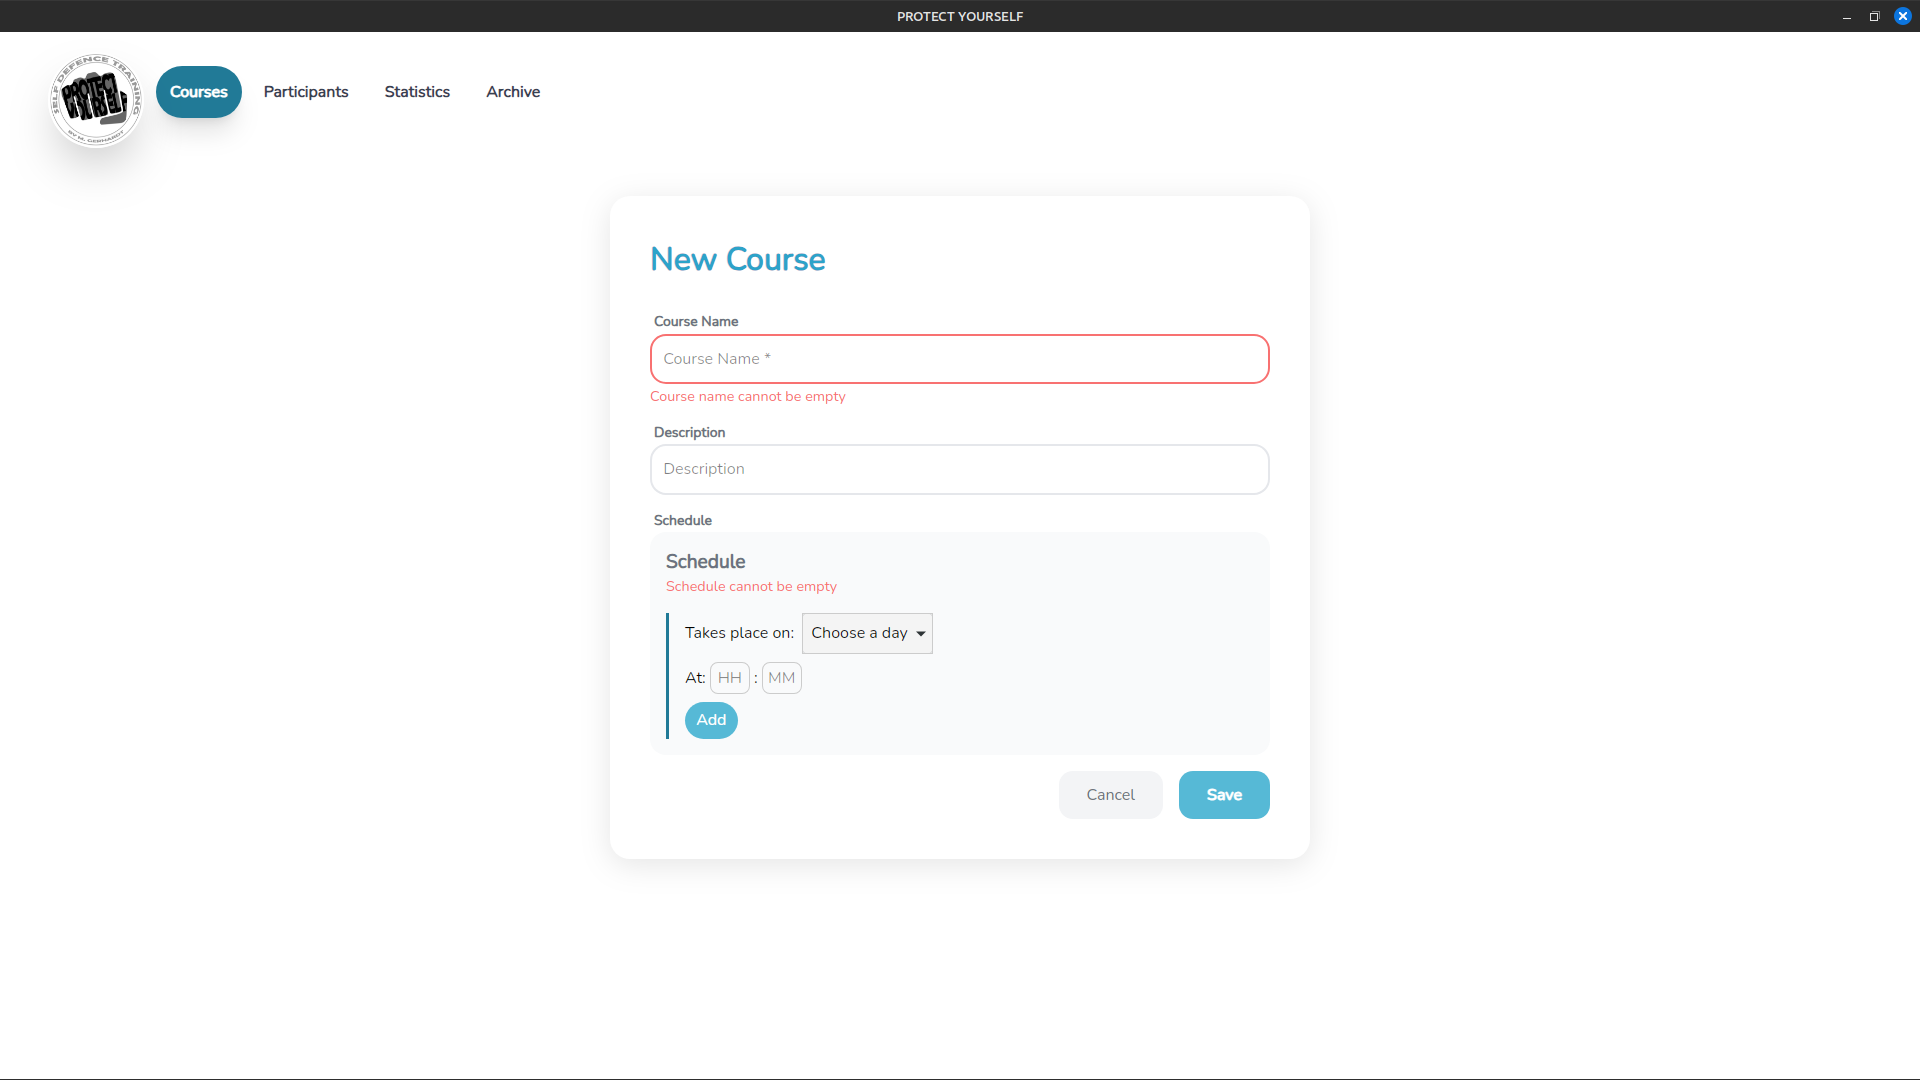 PROTECT YOURSELF
SELF DEFENCE TRAINING
PROTECT
YOURSELF
BY M. GERHARDT
Courses
Participants
Statistics
Archive
New Course
Course Name
Course Name *
Course name cannot be empty
Description
Description
Schedule
Schedule
Schedule cannot be empty
Takes place on: Choose a day
At: HH : MM
Add
Cancel
Save